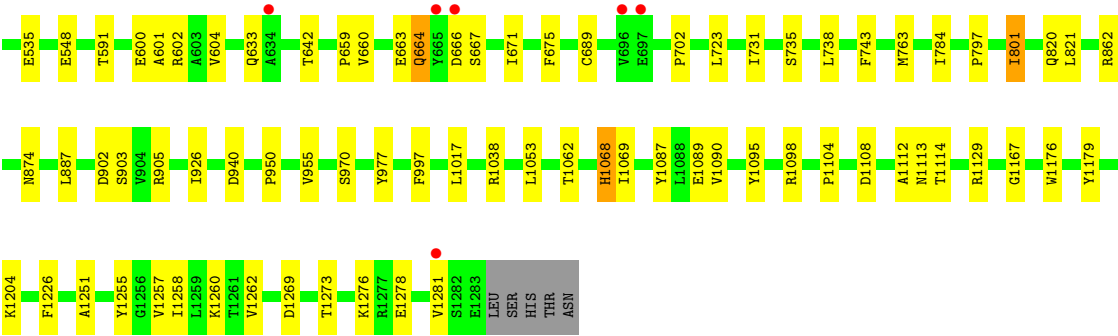 E535 E548 T591 E600 A601 R602 A603 V604 Q633 A634 T642 P659 V660 E663 Q664 Y665 D666 S667 I671 F675 C689 V696 E697 P702 L723 I731 S735 L738 F743 M763 I784 P797 I801 Q820 L821 R862
N874 L887 D902 S903 V904 R905 I926 D940 P950 V955 S970 Y977 F997 L1017 R1038 L1053 T1062 H1068 I1069 Y1087 L1088 E1089 V1090 Y1095 R1098 P1104 D1108 A1112 N1113 T1114 R1129 G1167 W1176 Y1179
K1204 F1226 A1251 Y1255 G1256 V1257 I1258 L1259 K1260 T1261 V1262 D1269 T1273 K1276 R1277 E1278 V1281 S1282 E1283 LEU SER HIS THR ASN